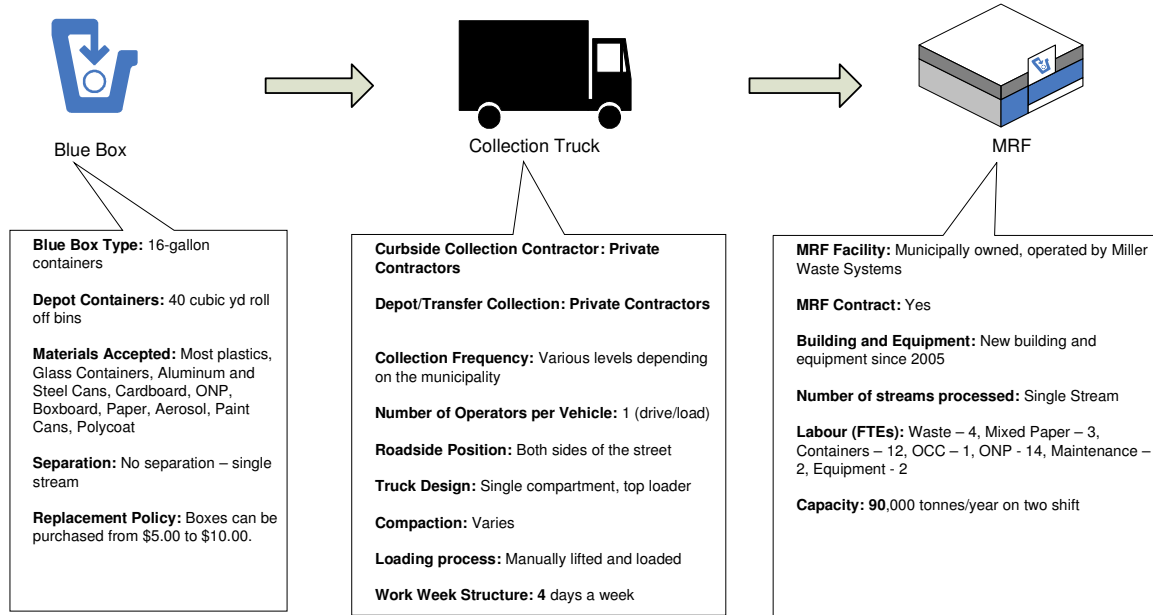 Blue Box
Collection Truck
MRF
Blue Box Type: 16-gallon
containers
Depot Containers: 40 cubic yd roll
off bins
Materials Accepted: Most plastics,
Glass Containers, Aluminum and
Steel Cans, Cardboard, ONP,
Boxboard, Paper, Aerosol, Paint
Cans, Polycoat
Separation: No separation – single
stream
Replacement Policy: Boxes can be
purchased from $5.00 to $10.00.
Curbside Collection Contractor: Private
Contractors
Depot/Transfer Collection: Private Contractors
Collection Frequency: Various levels depending
on the municipality
Number of Operators per Vehicle: 1 (drive/load)
Roadside Position: Both sides of the street
Truck Design: Single compartment, top loader
Compaction: Varies
Loading process: Manually lifted and loaded
Work Week Structure: 4 days a week
MRF Facility: Municipally owned, operated by Miller
Waste Systems
MRF Contract: Yes
Building and Equipment: New building and
equipment since 2005
Number of streams processed: Single Stream
Labour (FTEs): Waste – 4, Mixed Paper – 3,
Containers – 12, OCC – 1, ONP - 14, Maintenance –
2, Equipment - 2
Capacity: 90,000 tonnes/year on two shift